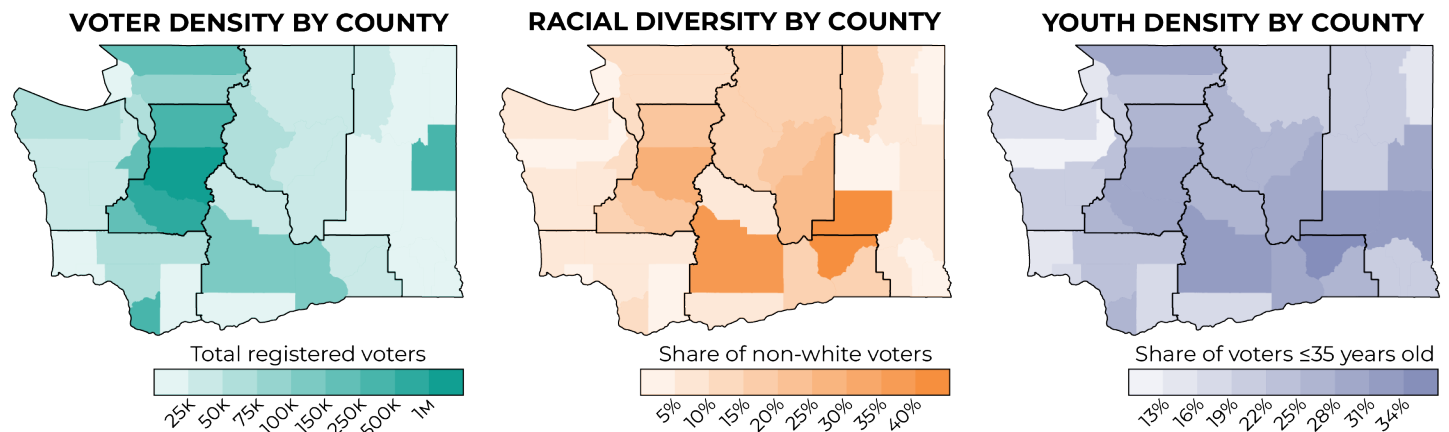 VOTER DENSITY BY COUNTY
Total registered voters
25K 50K 75K 100K 150K 250K 500K 1M
RACIAL DIVERSITY BY COUNTY
Share of non-white voters
5% 10% 15% 20% 25% 30% 35% 40%
YOUTH DENSITY BY COUNTY
Share of voters ≤35 years old
13% 16% 19% 22% 25% 28% 31% 34%